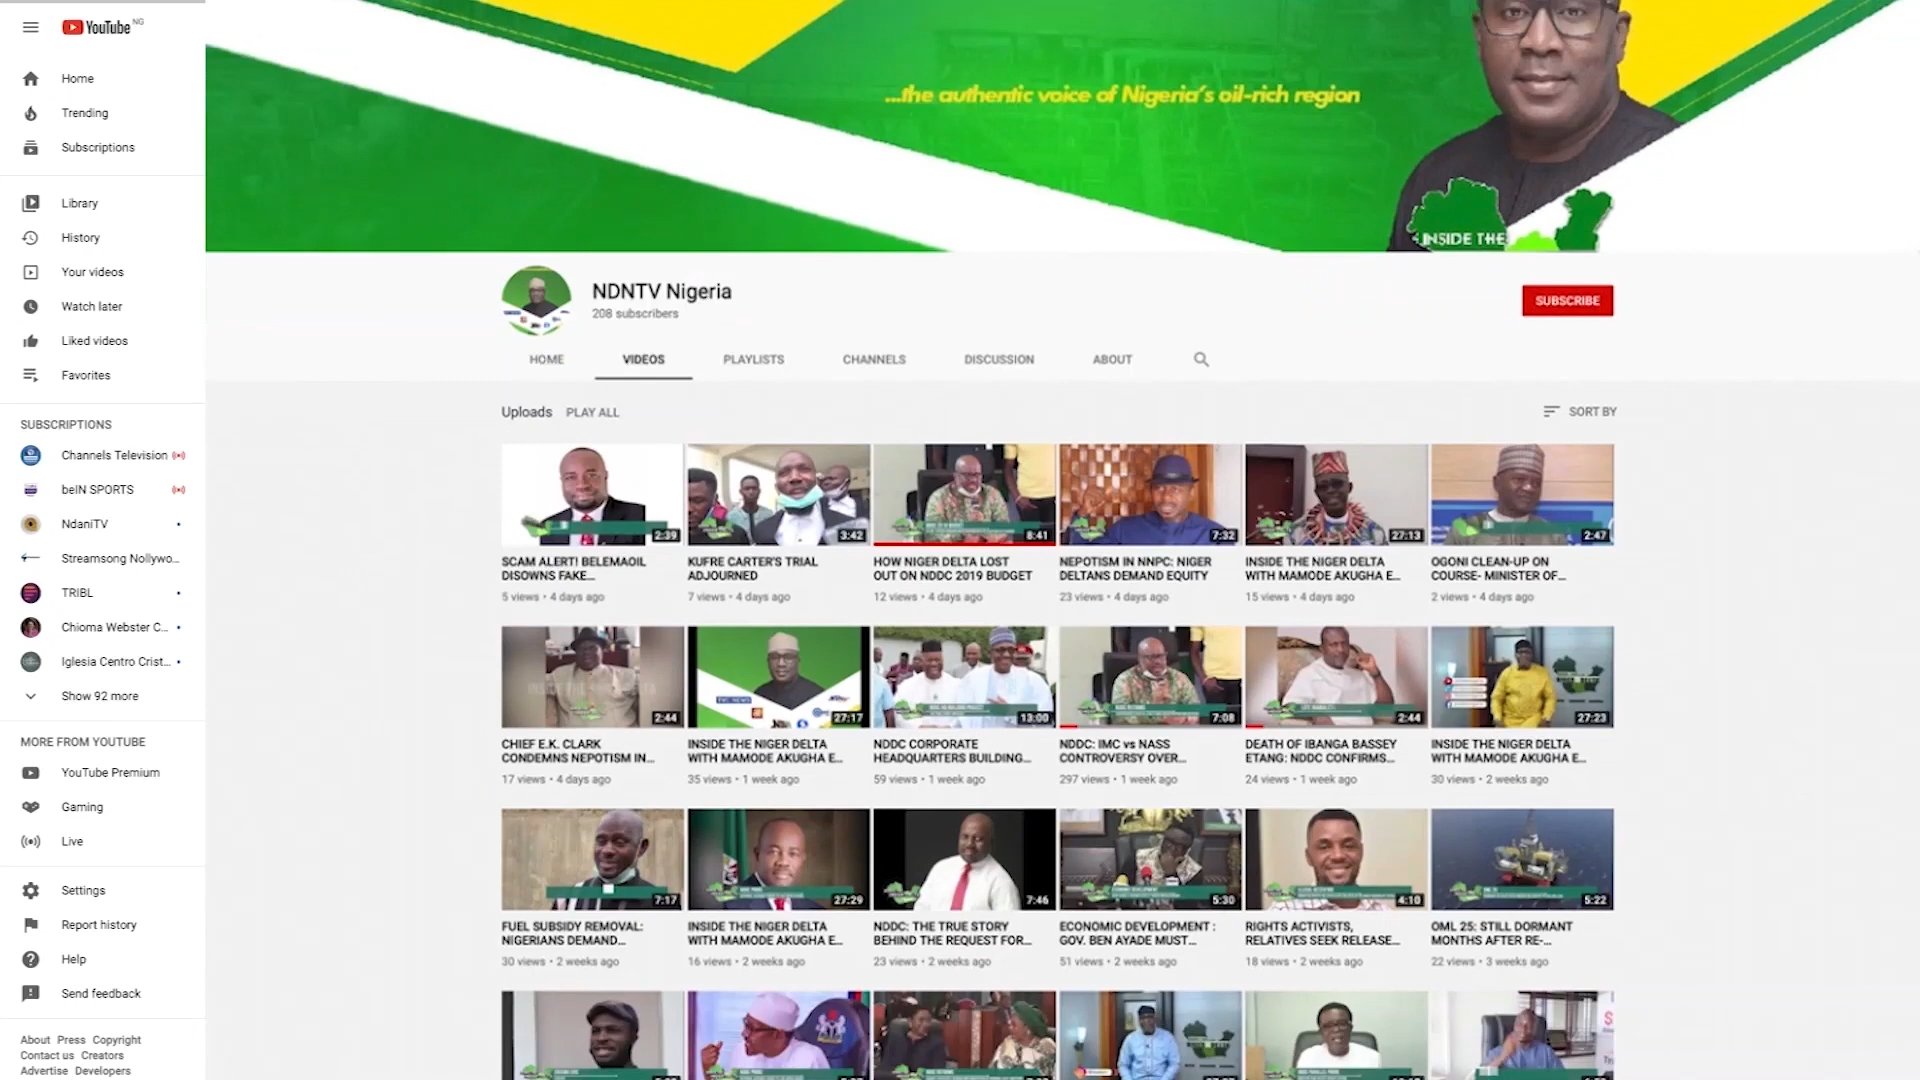 YouTube NG
Home
Trending
Subscriptions
Library
History
Your videos
Watch later
Liked videos
Favorites
SUBSCRIPTIONS
Channels Television
beIN SPORTS
NdaniTV
Streamsong Nollywo...
TRIBL
Chioma Webster C...
Iglesia Centro Crist...
Show 92 more
MORE FROM YOUTUBE
YouTube Premium
Gaming
Live
Settings
Report history
Help
Send feedback
About Press Copyright
Contact us Creators
Advertise Developers
...the authentic voice of Nigeria's oil-rich region
INSIDE THE
NDNTV Nigeria
208 subscribers
SUBSCRIBE
HOME VIDEOS PLAYLISTS CHANNELS DISCUSSION ABOUT
Uploads PLAY ALL
SORT BY
2:39
SCAM ALERT! BELEMAOIL
DISOWNS FAKE...
5 views • 4 days ago
3:42
KUFRE CARTER'S TRIAL
ADJOURNED
7 views • 4 days ago
8:41
HOW NIGER DELTA LOST
OUT ON NDDC 2019 BUDGET
12 views • 4 days ago
7:32
NEPOTISM IN NNPC: NIGER
DELTANS DEMAND EQUITY
23 views • 4 days ago
27:13
INSIDE THE NIGER DELTA
WITH MAMODE AKUGHA E...
15 views • 4 days ago
2:47
OGONI CLEAN-UP ON
COURSE- MINISTER OF...
2 views • 4 days ago
2:44
CHIEF E.K. CLARK
CONDEMNS NEPOTISM IN...
17 views • 4 days ago
27:17
INSIDE THE NIGER DELTA
WITH MAMODE AKUGHA E...
35 views • 1 week ago
13:00
NDDC CORPORATE
HEADQUARTERS BUILDING...
59 views • 1 week ago
7:08
NDDC: IMC vs NASS
CONTROVERSY OVER...
297 views • 1 week ago
2:44
DEATH OF IBANGA BASSEY
ETANG: NDDC CONFIRMS...
24 views • 1 week ago
27:23
INSIDE THE NIGER DELTA
WITH MAMODE AKUGHA E...
30 views • 2 weeks ago
7:17
FUEL SUBSIDY REMOVAL:
NIGERIANS DEMAND...
30 views • 2 weeks ago
27:29
INSIDE THE NIGER DELTA
WITH MAMODE AKUGHA E...
16 views • 2 weeks ago
7:46
NDDC: THE TRUE STORY
BEHIND THE REQUEST FOR...
23 views • 2 weeks ago
5:30
ECONOMIC DEVELOPMENT :
GOV. BEN AYADE MUST...
51 views • 2 weeks ago
4:10
RIGHTS ACTIVISTS,
RELATIVES SEEK RELEASE...
18 views • 2 weeks ago
5:22
OML 25: STILL DORMANT
MONTHS AFTER RE-...
22 views • 3 weeks ago